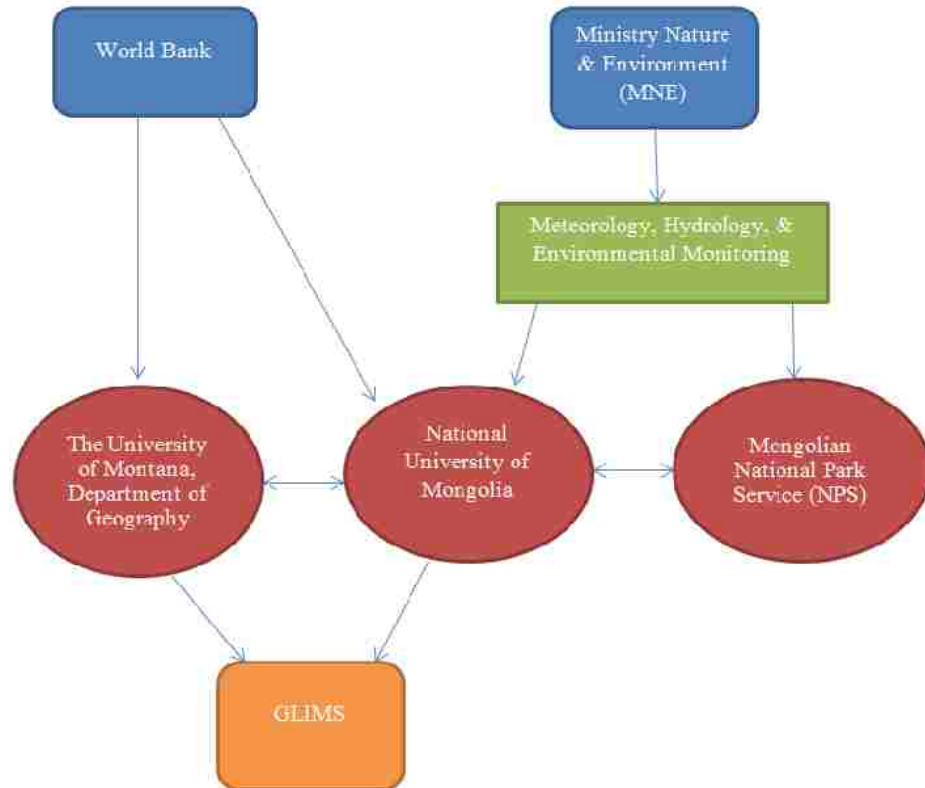 World Bank
Ministry Nature
& Environment
(MNE)
Meteorology, Hydrology, &
Environmental Monitoring
The University
of Montana,
Department of
Geography
National
University of
Mongolia
Mongolian
National Park
Service (NPS)
GLIMS